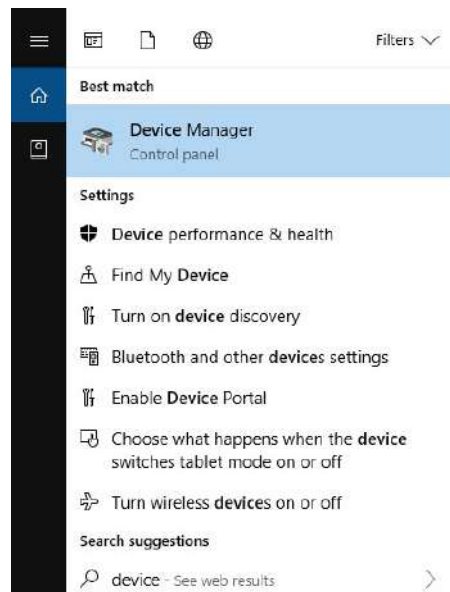 Filters
Best match
Device Manager
Control panel
Settings
Device performance & health
Find My Device
Turn on device discovery
Bluetooth and other devices settings
Enable Device Portal
Choose what happens when the device
switches tablet mode on or off
Turn wireless devices on or off
Search suggestions
device - See web results